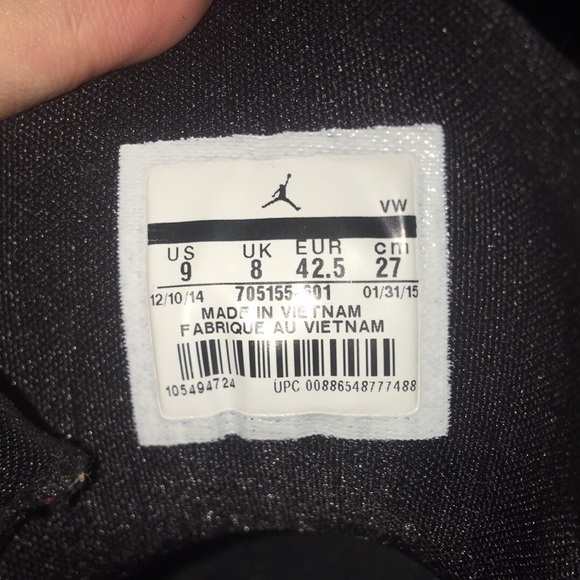 VW
US UK EUR cm
9 8 42.5 27
12/10/14 705155-601 01/31/15
MADE IN VIETNAM
FABRIQUE AU VIETNAM
105494724 UPC 00886548777488